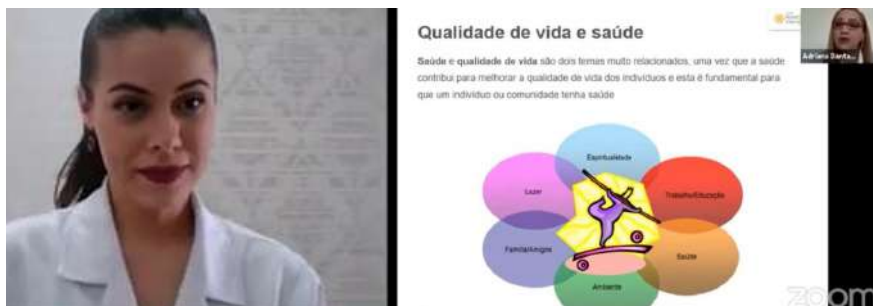 Qualidade de vida e saúde
Saúde e qualidade de vida são dois temas muito relacionados, uma vez que a saúde
contribui para melhorar a qualidade de vida dos indivíduos e esta é fundamental para
que um indivíduo ou comunidade tenha saúde
Adriana Danta...
Espiritualidade
Lazer
Trabalho/Educação
Família/Amigos
Saúde
Ambiente
zoom